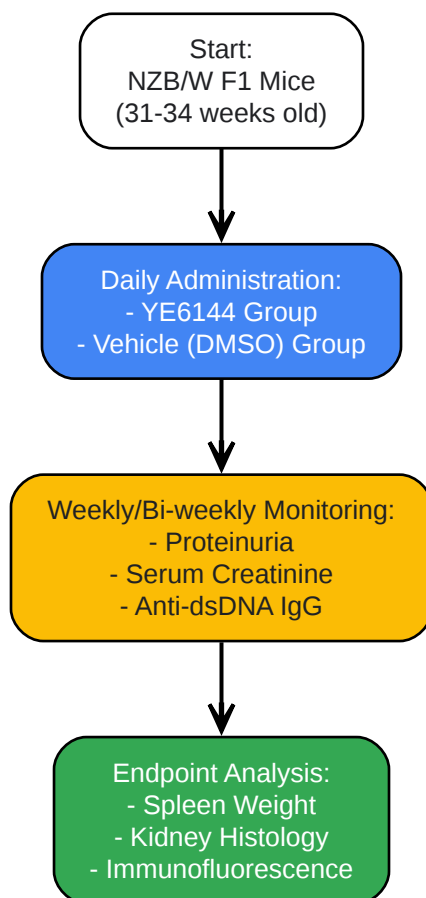 Start:
NZB/W F1 Mice
(31-34 weeks old)
Daily Administration:
- YE6144 Group
- Vehicle (DMSO) Group
Weekly/Bi-weekly Monitoring:
- Proteinuria
- Serum Creatinine
- Anti-dsDNA IgG
Endpoint Analysis:
- Spleen Weight
- Kidney Histology
- Immunofluorescence